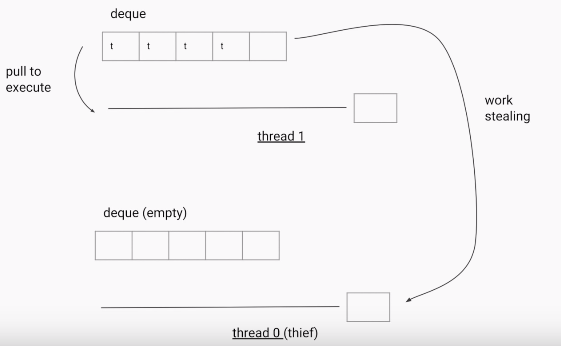 deque
t t t t
pull to
execute
work
stealing
thread 1
deque (empty)
thread 0 (thief)